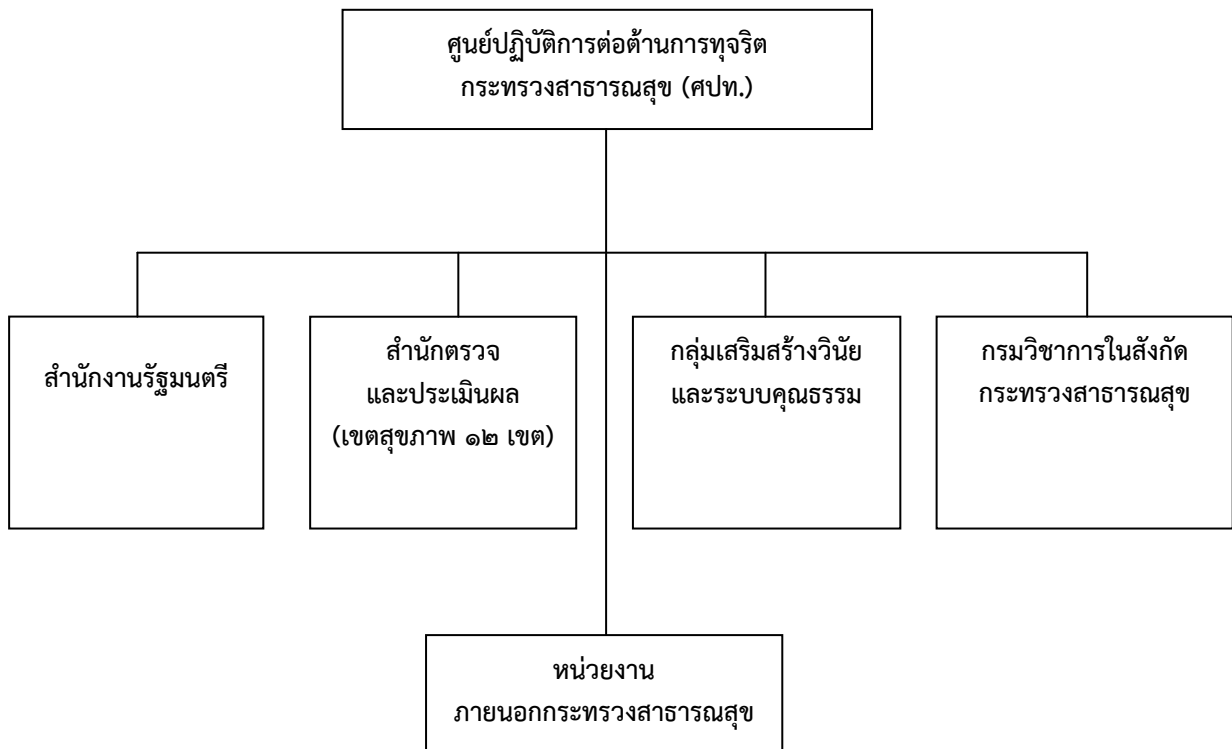 ศูนย์ปฏิบัติการต่อต้านการทุจริต
กระทรวงสาธารณสุข (ศปท.)
สำนักงานรัฐมนตรี
สำนักตรวจ
และประเมินผล
(เขตสุขภาพ ๑๒ เขต)
กลุ่มเสริมสร้างวินัย
และระบบคุณธรรม
กรมวิชาการในสังกัด
กระทรวงสาธารณสุข
หน่วยงาน
ภายนอกกระทรวงสาธารณสุข